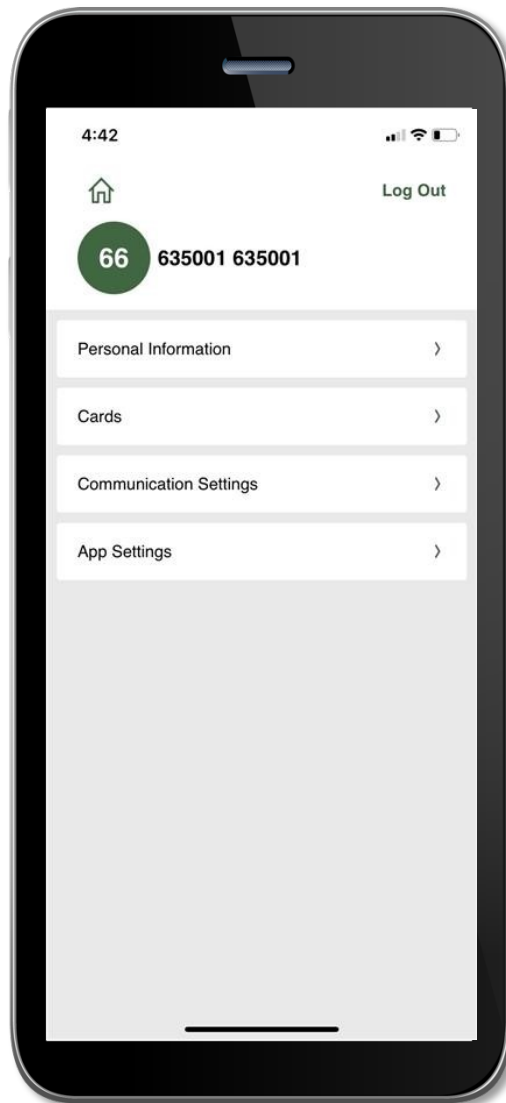 4:42
Log Out
66 635001 635001
Personal Information
Cards
Communication Settings
App Settings